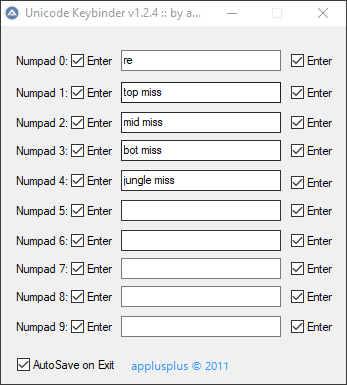 Unicode Keybinder v1.2.4 :: by a...
Numpad 0: Enter re Enter
Numpad 1: Enter top miss Enter
Numpad 2: Enter mid miss Enter
Numpad 3: Enter bot miss Enter
Numpad 4: Enter jungle miss Enter
Numpad 5: Enter Enter
Numpad 6: Enter Enter
Numpad 7: Enter Enter
Numpad 8: Enter Enter
Numpad 9: Enter Enter
AutoSave on Exit applusplus © 2011